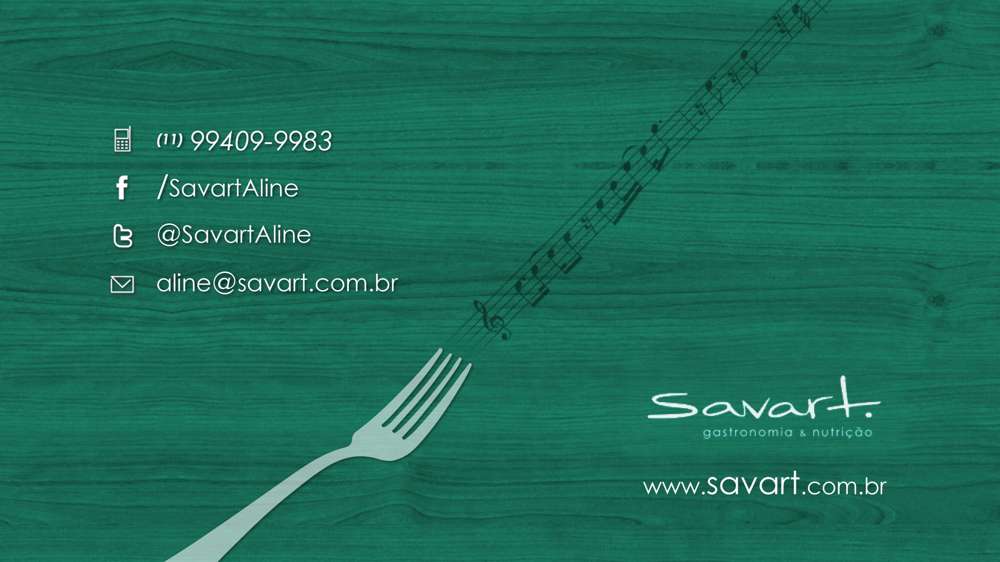 (11) 99409-9983
/SavartAline
@SavartAline
aline@savart.com.br
savart.
gastronomia & nutrição
www.savart.com.br